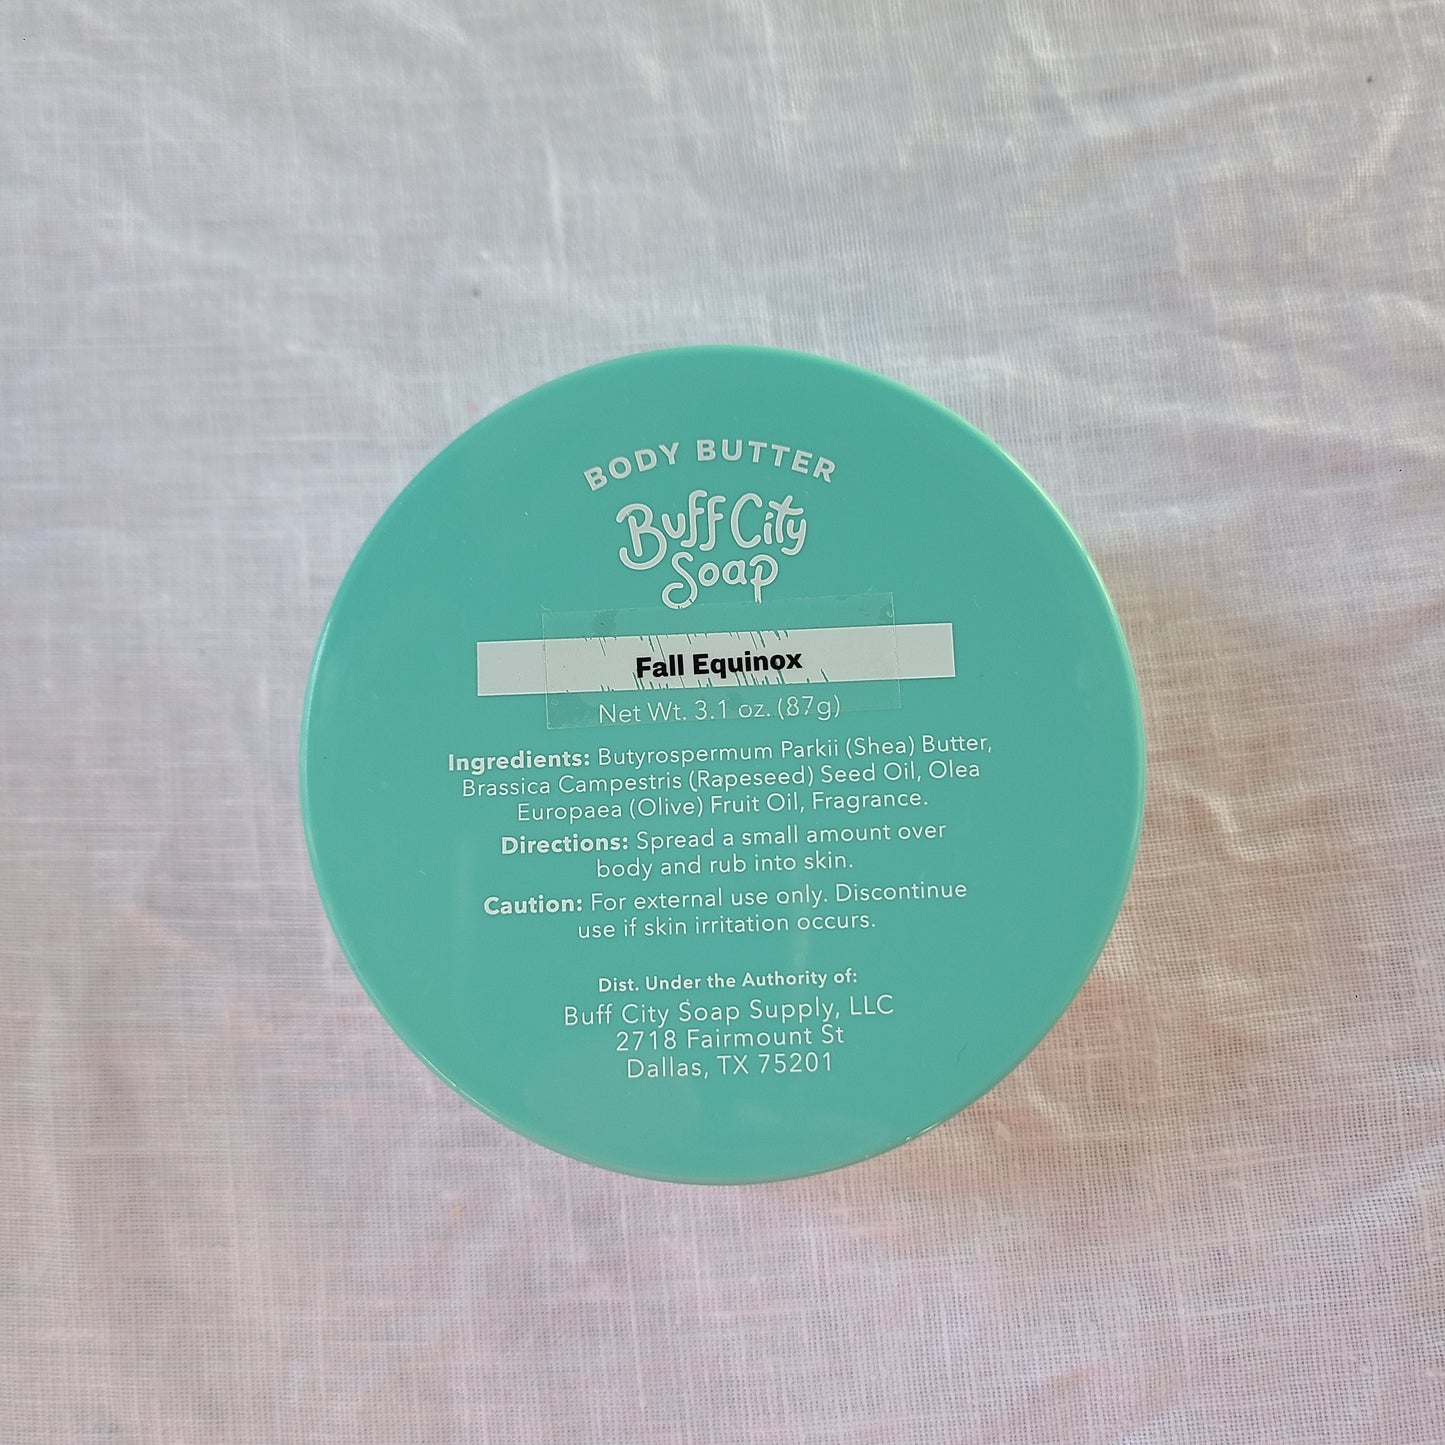 BODY BUTTER
Buff City
Soap
Fall Equinox
Net Wt. 3.1 oz. (87g)
Ingredients: Butyrospermum Parkii (Shea) Butter,
Brassica Campestris (Rapeseed) Seed Oil, Olea
Europaea (Olive) Fruit Oil, Fragrance.
Directions: Spread a small amount over
body and rub into skin.
Caution: For external use only. Discontinue
use if skin irritation occurs.
Dist. Under the Authority of:
Buff City Soap Supply, LLC
2718 Fairmount St
Dallas, TX 75201